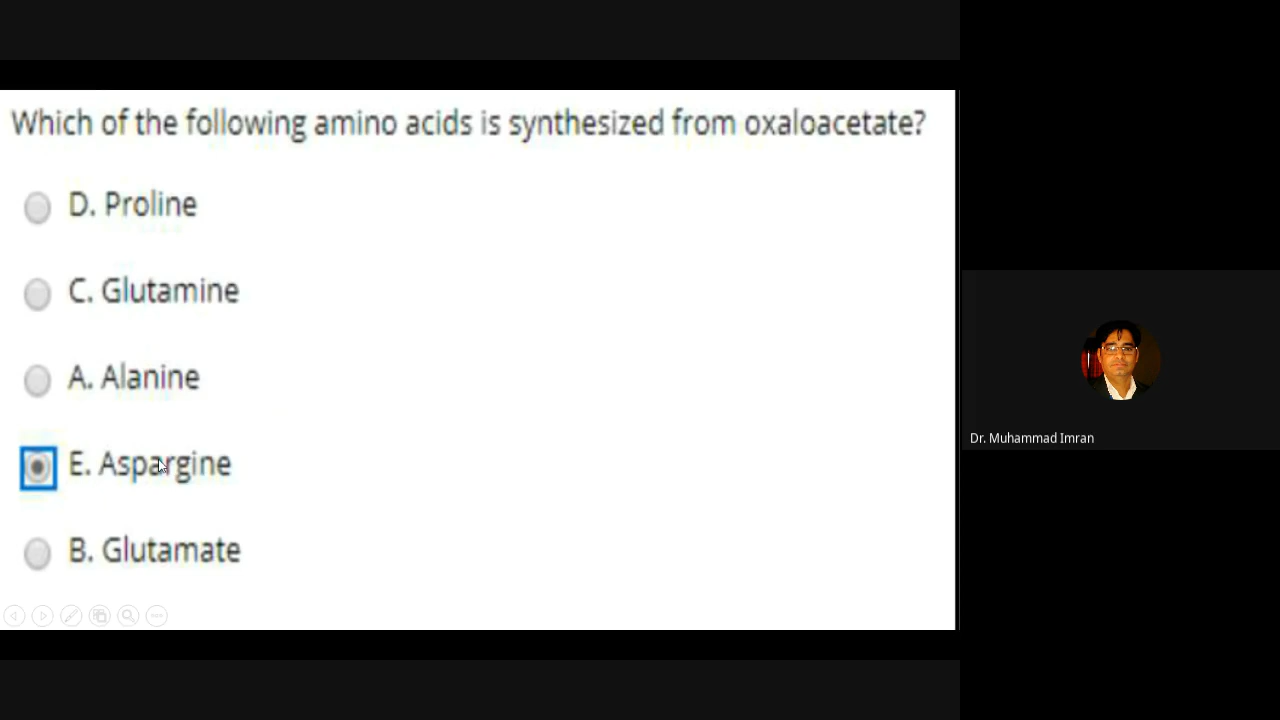 Which of the following amino acids is synthesized from oxaloacetate?
D. Proline
C. Glutamine
A. Alanine
E. Aspargine
B. Glutamate
Dr. Muhammad Imran